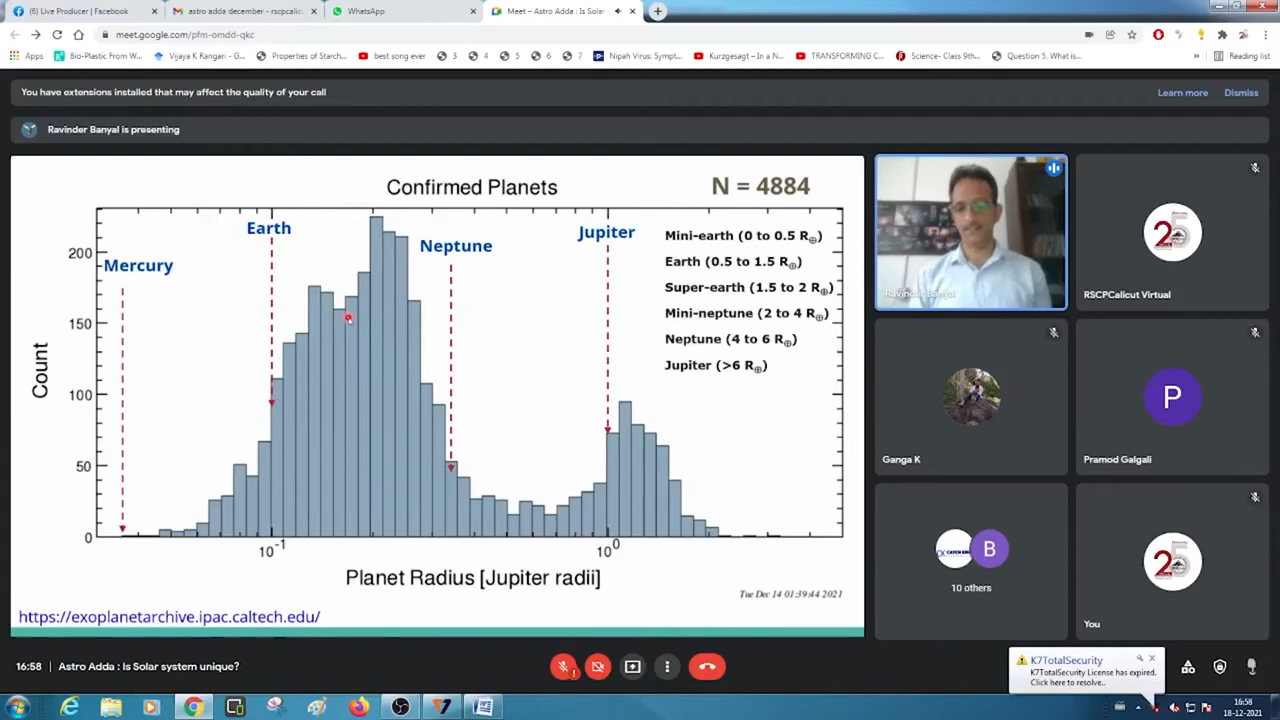 (5) Live Producer | Facebook
astro adda december - rscpcalic
WhatsApp
Meet – Astro Adda : Is Solar
meet.google.com/pfm-omdd-qkc
Apps
Bio-Plastic From W...
Vijaya K Rangari - G...
Properties of Starch...
best song ever
3
4
5
6
7
Nipah Virus: Sympt...
Kurzgesagt – In a N...
TRANSFORMING C...
Science- Class 9th...
Question 5. What is...
»
Reading list
You have extensions installed that may affect the quality of your call
Learn more
Dismiss
Ravinder Banyal is presenting
Confirmed Planets
N = 4884
Mercury
Earth
Neptune
Jupiter
Mini-earth (0 to 0.5 R⊕)
Earth (0.5 to 1.5 R⊕)
Super-earth (1.5 to 2 R⊕)
Mini-neptune (2 to 4 R⊕)
Neptune (4 to 6 R⊕)
Jupiter (>6 R⊕)
Count
200
150
100
50
0
10⁻¹
10⁰
Planet Radius [Jupiter radii]
Tue Dec 14 01:39:44 2021
https://exoplanetarchive.ipac.caltech.edu/
Ravinder Banyal
RSCPCalicut Virtual
Ganga K
P
Pramod Galgali
B
10 others
You
16:58 | Astro Adda : Is Solar system unique?
K7TotalSecurity
K7TotalSecurity License has expired.
Click here to resolve..
16:58
18-12-2021